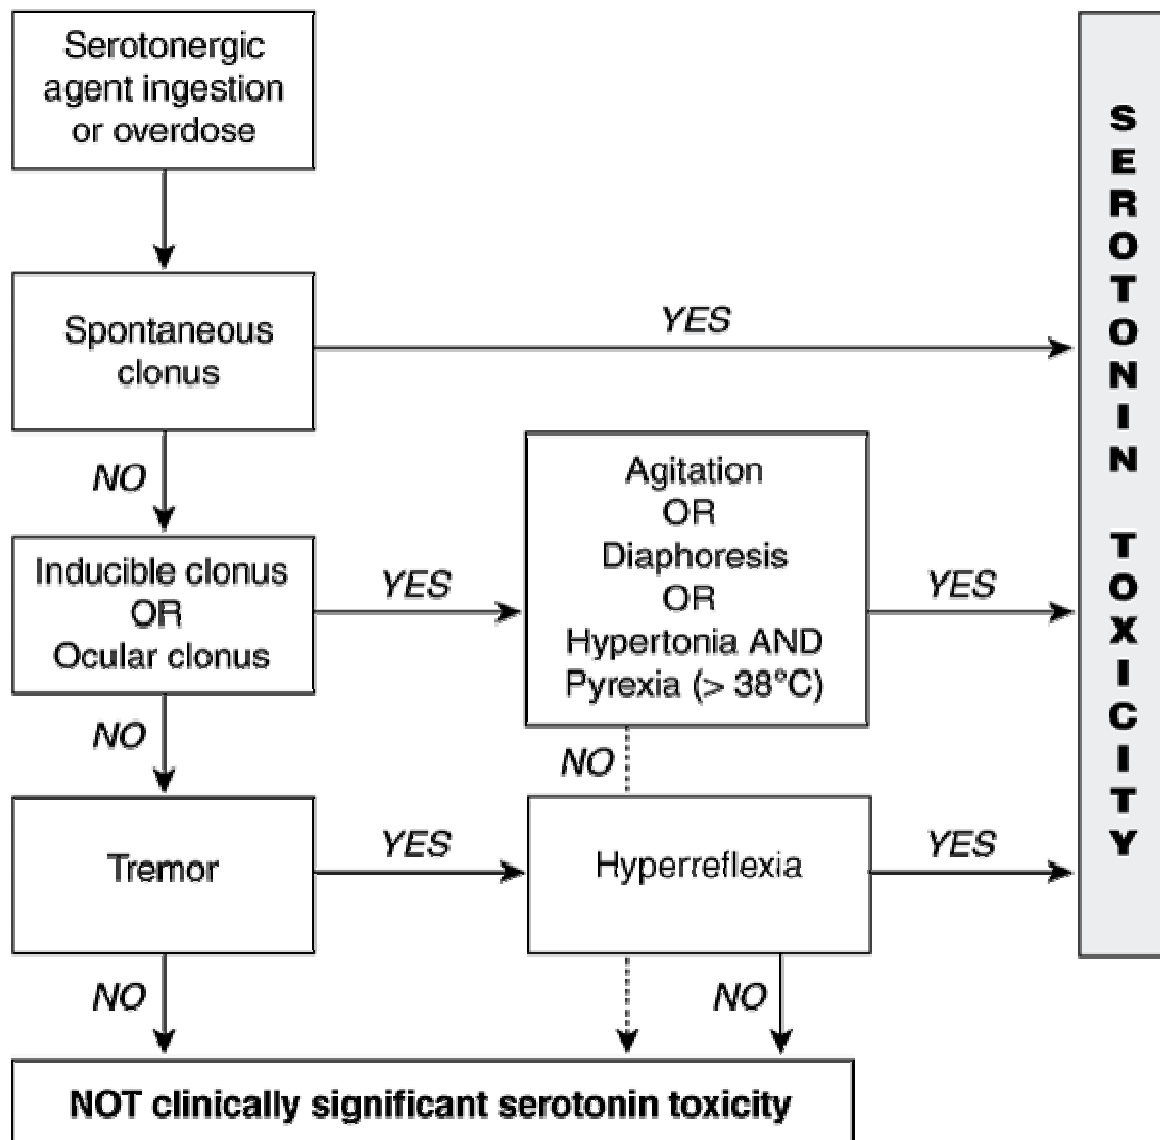 Serotonergic
agent ingestion
or overdose
Spontaneous
clonus
YES
NO
Inducible clonus
OR
Ocular clonus
YES
Agitation
OR
Diaphoresis
OR
Hypertonia AND
Pyrexia (> 38°C)
YES
NO
NO
Tremor
YES
Hyperreflexia
YES
NO
NO
NOT clinically significant serotonin toxicity
SEROTONIN TOXICITY